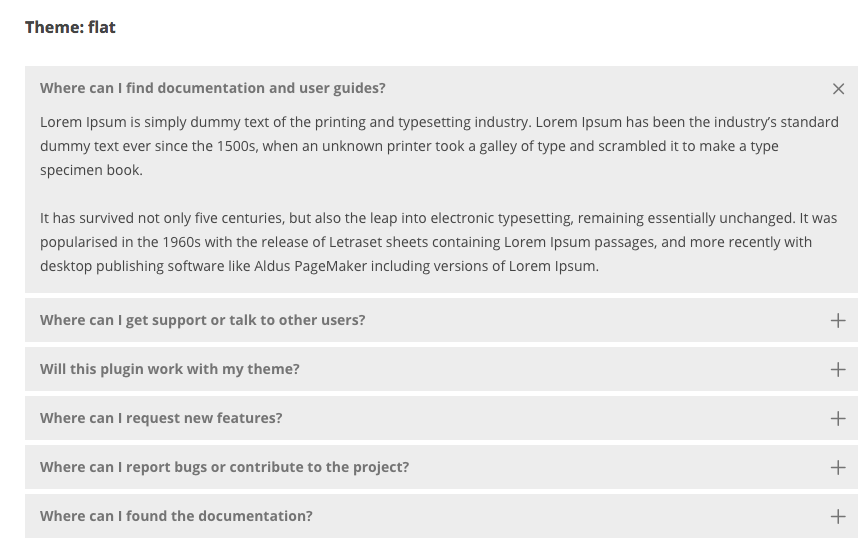 Theme: flat
Where can I find documentation and user guides?
Lorem Ipsum is simply dummy text of the printing and typesetting industry. Lorem Ipsum has been the industry’s standard
dummy text ever since the 1500s, when an unknown printer took a galley of type and scrambled it to make a type
specimen book.
It has survived not only five centuries, but also the leap into electronic typesetting, remaining essentially unchanged. It was
popularised in the 1960s with the release of Letraset sheets containing Lorem Ipsum passages, and more recently with
desktop publishing software like Aldus PageMaker including versions of Lorem Ipsum.
Where can I get support or talk to other users?
Will this plugin work with my theme?
Where can I request new features?
Where can I report bugs or contribute to the project?
Where can I found the documentation?